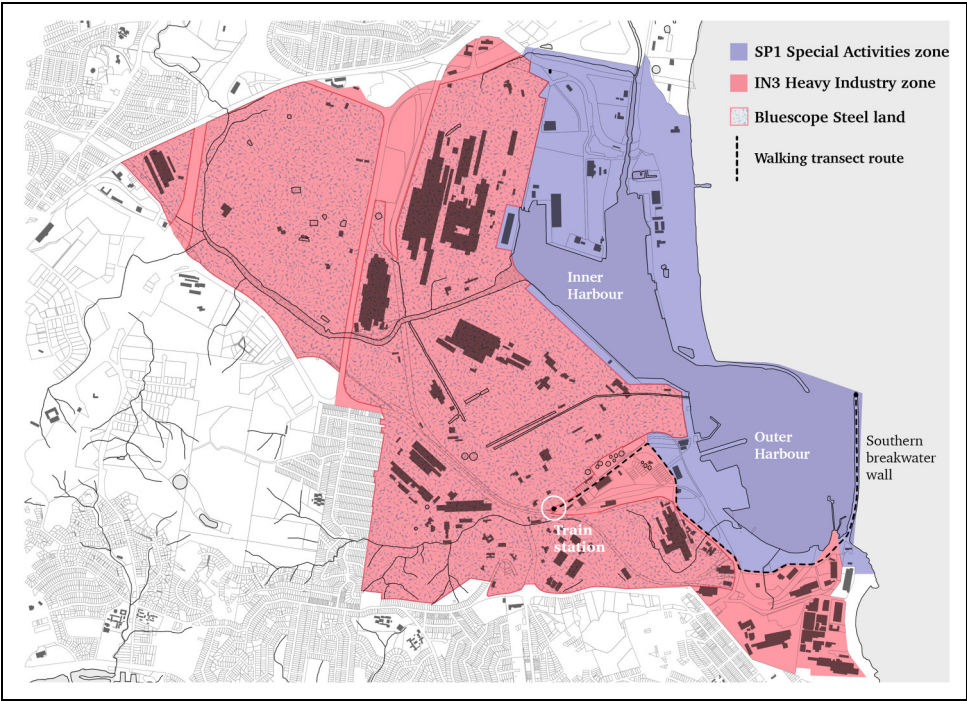 SP1 Special Activities zone
IN3 Heavy Industry zone
Bluescope Steel land
Walking transect route
Inner
Harbour
Outer
Harbour
Southern
breakwater
wall
Train
station